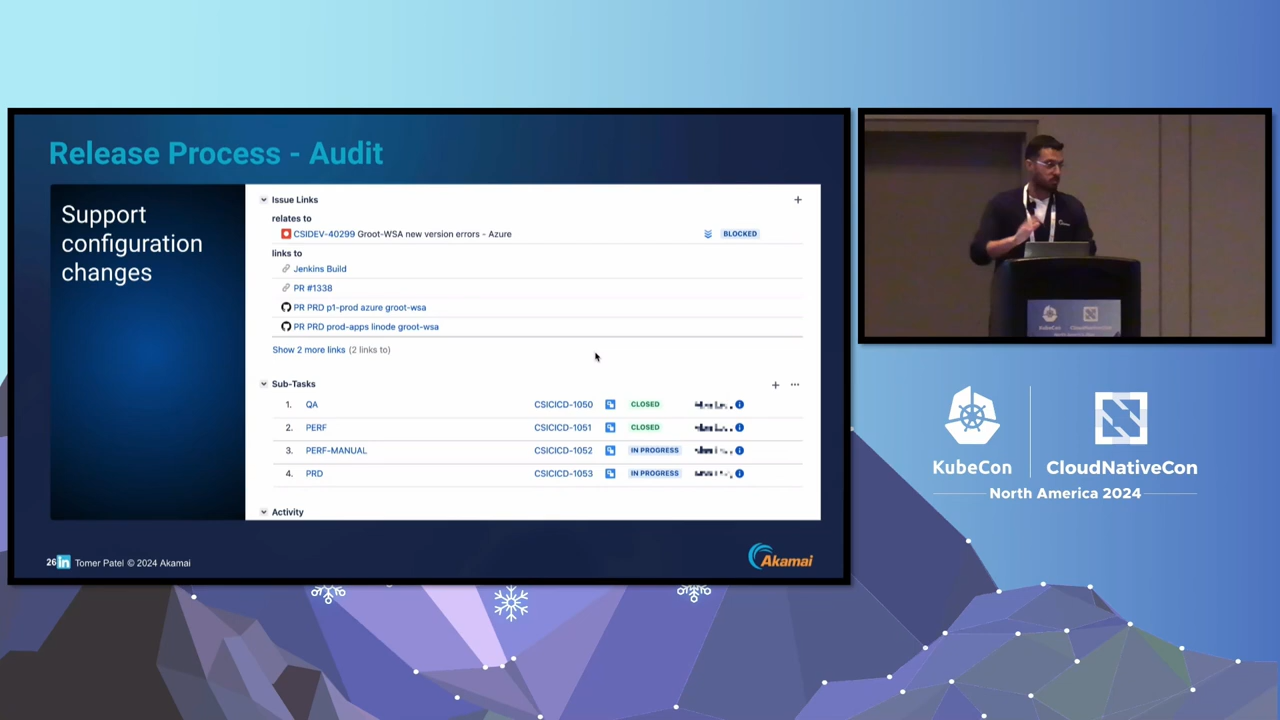 Release Process - Audit
Support
configuration
changes
Issue Links
relates to
CSIDEV-40299 Groot-WSA new version errors - Azure BLOCKED
links to
Jenkins Build
PR #1338
PR PRD p1-prod azure groot-wsa
PR PRD prod-apps linode groot-wsa
Show 2 more links (2 links to)
Sub-Tasks
1. QA CSICICD-1050 CLOSED
2. PERF CSICICD-1051 CLOSED
3. PERF-MANUAL CSICICD-1052 IN PROGRESS
4. PRD CSICICD-1053 IN PROGRESS
Activity
26 in Tomer Patel © 2024 Akamai
Akamai
KubeCon CloudNativeCon
KubeCon CloudNativeCon
North America 2024